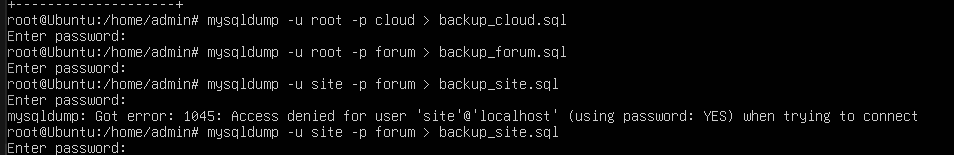 +--------------------+
root@Ubuntu:/home/admin# mysqldump -u root -p cloud > backup_cloud.sql
Enter password:
root@Ubuntu:/home/admin# mysqldump -u root -p forum > backup_forum.sql
Enter password:
root@Ubuntu:/home/admin# mysqldump -u site -p forum > backup_site.sql
Enter password:
mysqldump: Got error: 1045: Access denied for user 'site'@'localhost' (using password: YES) when trying to connect
root@Ubuntu:/home/admin# mysqldump -u site -p forum > backup_site.sql
Enter password: